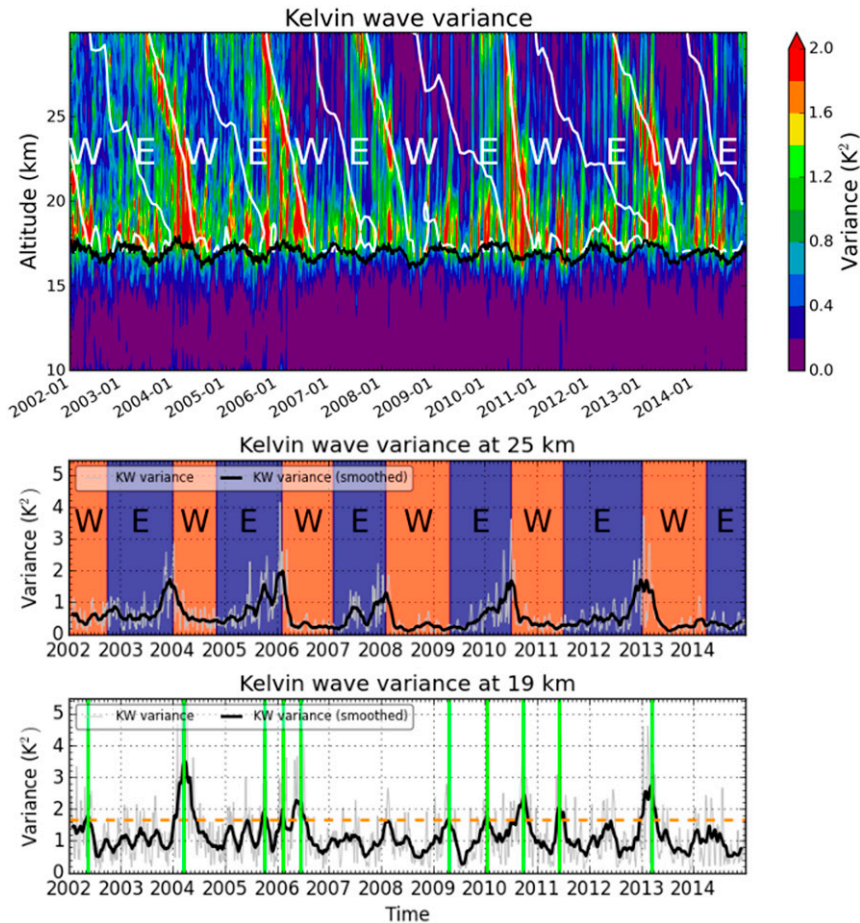 Kelvin wave variance
Altitude (km)
25
20
15
10
W E W E W E W E W E W E
2002-01 2003-01 2004-01 2005-01 2006-01 2007-01 2008-01 2009-01 2010-01 2011-01 2012-01 2013-01 2014-01
2.0
1.6
1.2
0.8
0.4
0.0
Variance (K²)
Kelvin wave variance at 25 km
KW variance KW variance (smoothed)
Variance (K²)
5
4
3
2
1
0
W E W E W E W E W E W E
2002 2003 2004 2005 2006 2007 2008 2009 2010 2011 2012 2013 2014
Kelvin wave variance at 19 km
KW variance KW variance (smoothed)
Variance (K²)
5
4
3
2
1
0
2002 2003 2004 2005 2006 2007 2008 2009 2010 2011 2012 2013 2014
Time